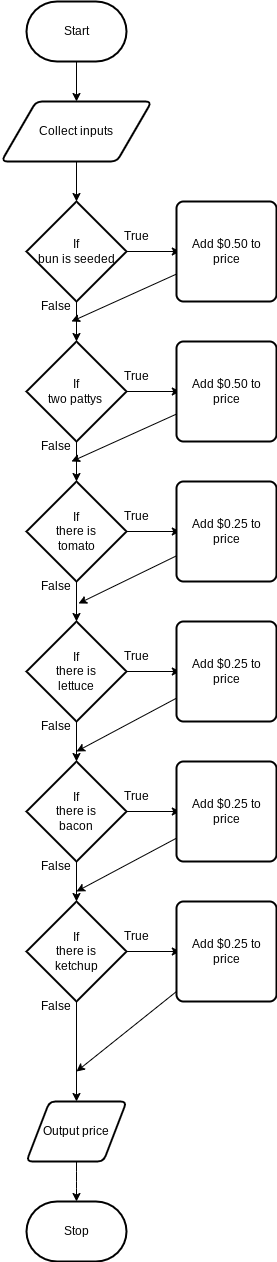 Start
Collect inputs
If
bun is seeded
True
Add $0.50 to
price
False
If
two pattys
True
Add $0.50 to
price
False
If
there is
tomato
True
Add $0.25 to
price
False
If
there is
lettuce
True
Add $0.25 to
price
False
If
there is
bacon
True
Add $0.25 to
price
False
If
there is
ketchup
True
Add $0.25 to
price
False
Output price
Stop